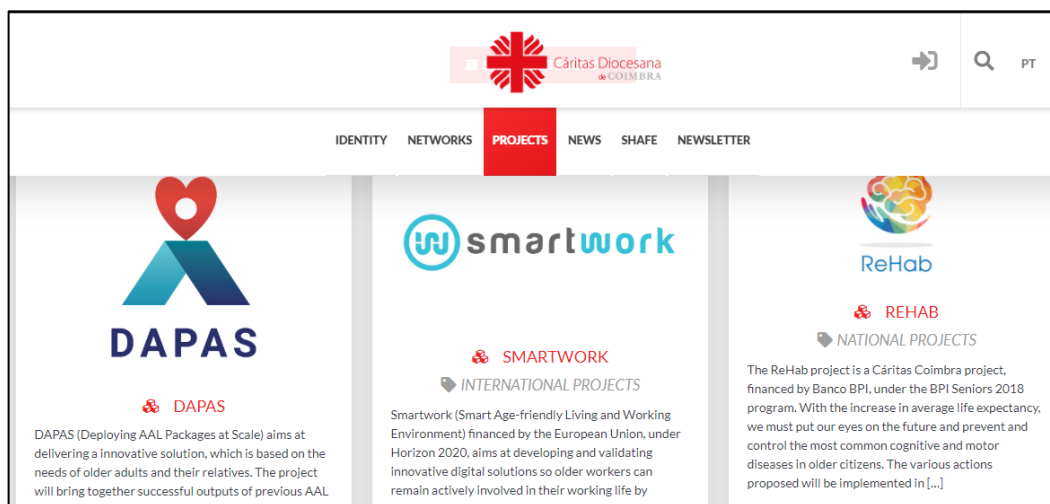 Cáritas Diocesana
de COIMBRA
PT
IDENTITY NETWORKS PROJECTS NEWS SHAFE NEWSLETTER
DAPAS
DAPAS
DAPAS (Deploying AAL Packages at Scale) aims at
delivering a innovative solution, which is based on the
needs of older adults and their relatives. The project
will bring together successful outputs of previous AAL
smartwork
SMARTWORK
INTERNATIONAL PROJECTS
Smartwork (Smart Age-friendly Living and Working
Environment) financed by the European Union, under
Horizon 2020, aims at developing and validating
innovative digital solutions so older workers can
remain actively involved in their working life by
ReHab
REHAB
NATIONAL PROJECTS
The ReHab project is a Cáritas Coimbra project,
financed by Banco BPI, under the BPI Seniors 2018
program. With the increase in average life expectancy,
we must put our eyes on the future and prevent and
control the most common cognitive and motor
diseases in older citizens. The various actions
proposed will be implemented in […]